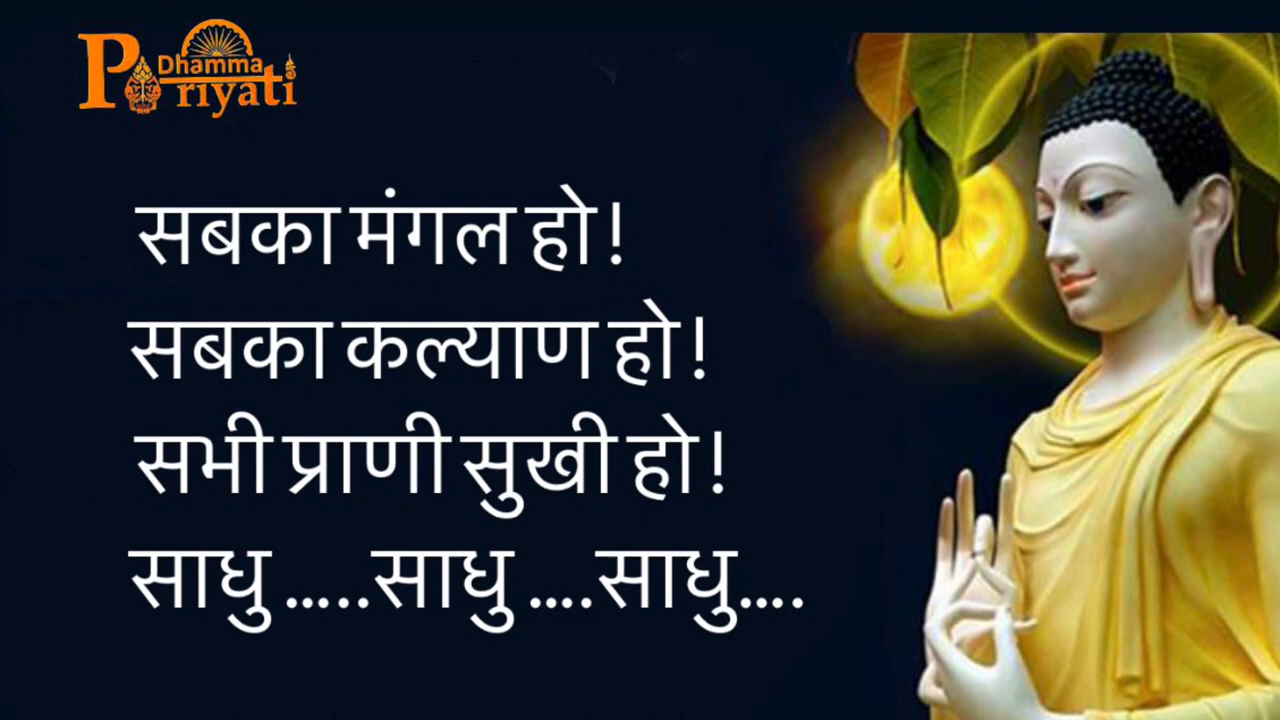 Dhamma
Pariyati
सबका मंगल हो!
सबका कल्याण हो!
सभी प्राणी सुखी हो!
साधु .....साधु ....साधु....